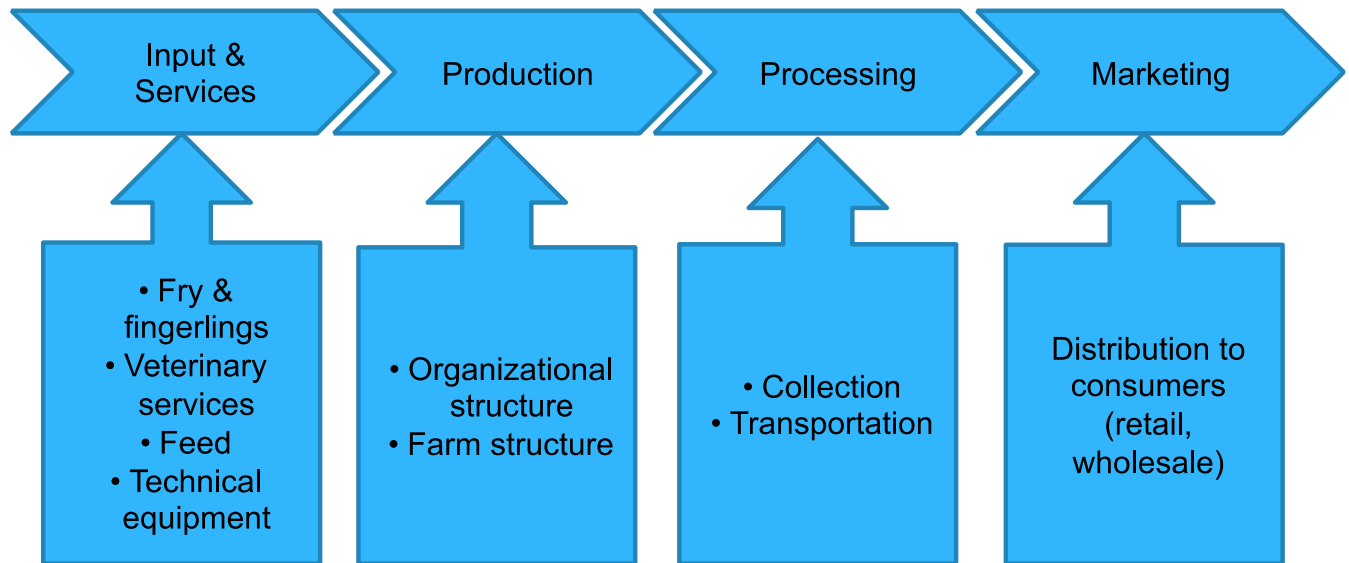 Input &
Services
Production
Processing
Marketing
• Fry &
fingerlings
• Veterinary
services
• Feed
• Technical
equipment
• Organizational
structure
• Farm structure
• Collection
• Transportation
Distribution to
consumers
(retail,
wholesale)